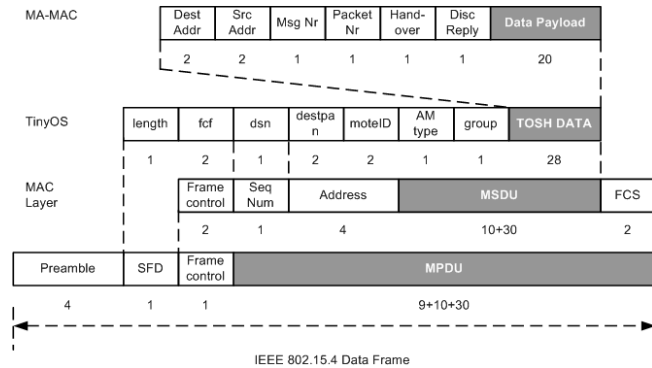 MA-MAC
Dest Addr
Src Addr
Msg Nr
Packet Nr
Hand-over
Disc Reply
Data Payload
2 2 1 1 1 1 20
TinyOS
length
fcf
dsn
destpa n
moteID
AM type
group
TOSH DATA
1 2 1 2 2 1 1 28
MAC Layer
Frame control
Seq Num
Address
MSDU
FCS
2 1 4 10+30 2
Preamble
SFD
Frame control
MPDU
4 1 1 9+10+30
IEEE 802.15.4 Data Frame